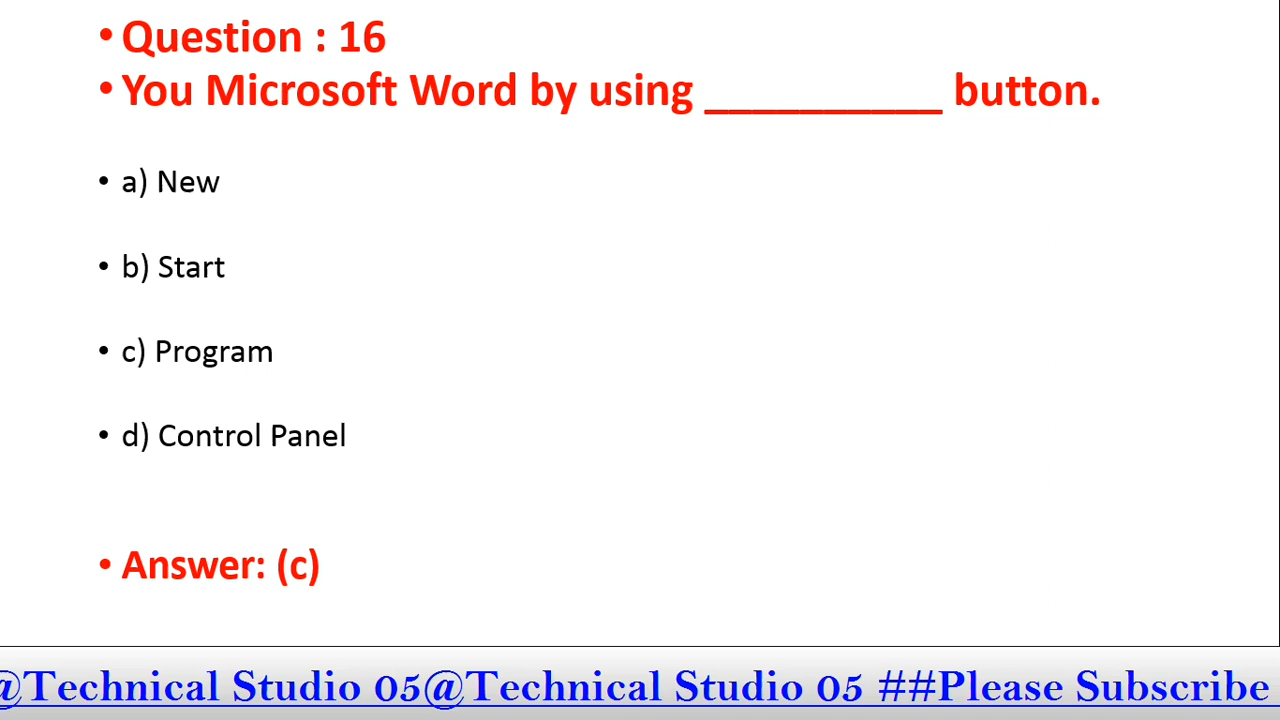 • Question : 16
• You Microsoft Word by using __________ button.
• a) New
• b) Start
• c) Program
• d) Control Panel
• Answer: (c)
@Technical Studio 05@Technical Studio 05 ##Please Subscribe